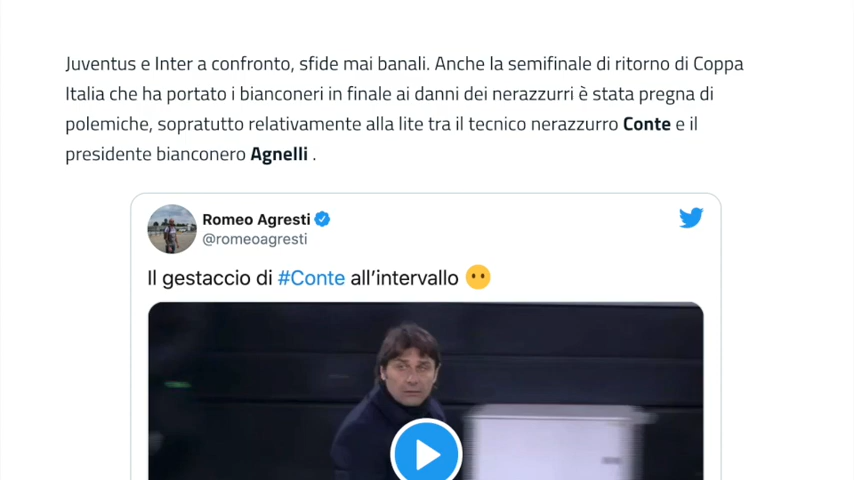 Juventus e Inter a confronto, sfide mai banali. Anche la semifinale di ritorno di Coppa
Italia che ha portato i bianconeri in finale ai danni dei nerazzurri è stata pregna di
polemiche, sopratutto relativamente alla lite tra il tecnico nerazzurro Conte e il
presidente bianconero Agnelli .
Romeo Agresti
@romeoagresti
Il gestaccio di #Conte all’intervallo 😶